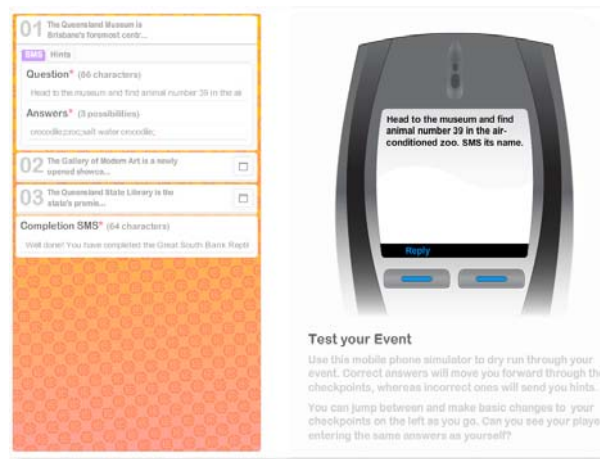 01 The Queensland Museum is
Brisbane's foremost centr...
SMS Hints
Question* (66 characters)
Head to the museum and find animal number 39 in the air
Answers* (3 possibilities)
crocodile;croc;salt water crocodile;
02 The Gallery of Modern Art is a newly
opened showca...
03 The Queensland State Library is the
state's premie...
Completion SMS* (64 characters)
Well done! You have completed the Great South Bank Repti
Head to the museum and find
animal number 39 in the air-
conditioned zoo. SMS its name.
Reply
Test your Event
Use this mobile phone simulator to dry run through your
event. Correct answers will move you forward through the
checkpoints, whereas incorrect ones will send you hints.
You can jump between and make basic changes to your
checkpoints on the left as you go. Can you see your playe
entering the same answers as yourself?